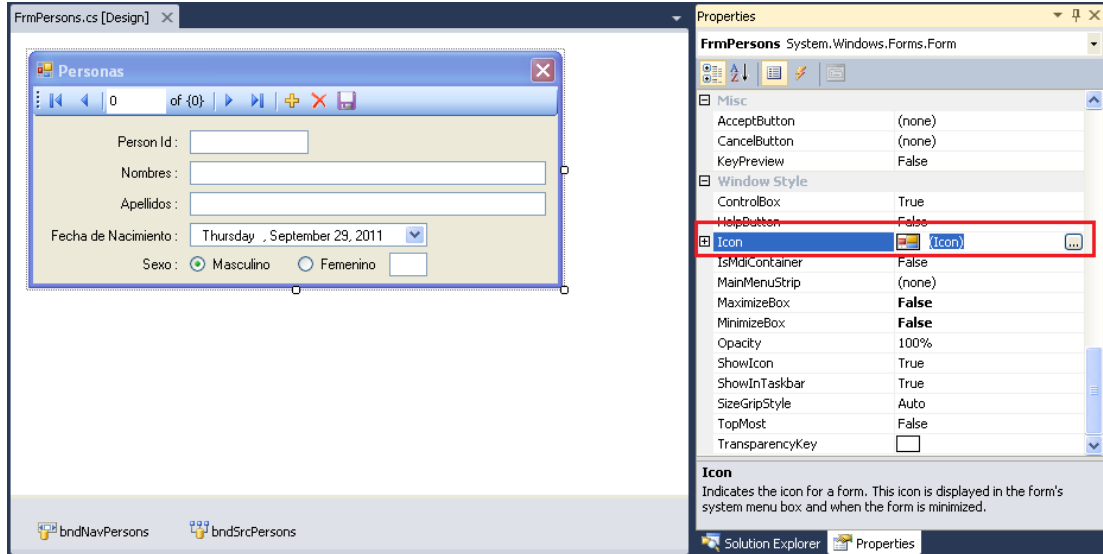 FrmPersons.cs [Design]
Personas
0 of {0}
Person Id :
Nombres :
Apellidos :
Fecha de Nacimiento : Thursday , September 29, 2011
Sexo : Masculino Femenino
bndNavPersons bndSrcPersons
Properties
FrmPersons System.Windows.Forms.Form
Misc
AcceptButton (none)
CancelButton (none)
KeyPreview False
Window Style
ControlBox True
HelpButton False
Icon (Icon) ...
IsMdiContainer False
MainMenuStrip (none)
MaximizeBox False
MinimizeBox False
Opacity 100%
ShowIcon True
ShowInTaskbar True
SizeGripStyle Auto
TopMost False
TransparencyKey
Icon
Indicates the icon for a form. This icon is displayed in the form's
system menu box and when the form is minimized.
Solution Explorer Properties